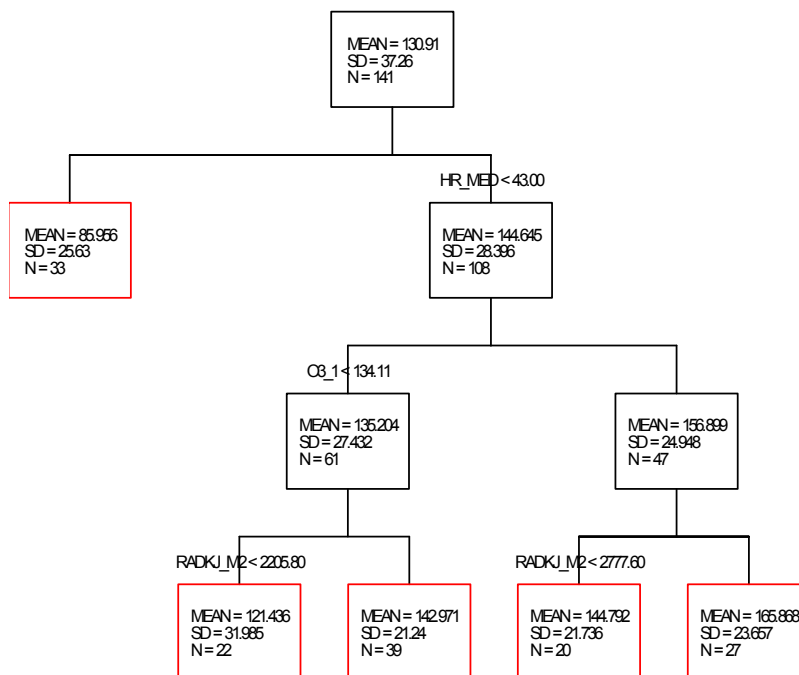 MEAN = 130.91
SD = 37.26
N = 141
HR_MED < 43.00
MEAN = 85.956
SD = 25.63
N = 33
MEAN = 144.645
SD = 28.396
N = 108
O3_1 < 134.11
MEAN = 135.204
SD = 27.432
N = 61
MEAN = 156.899
SD = 24.948
N = 47
RADKJ_M2 < 2205.80
RADKJ_M2 < 2777.60
MEAN = 121.436
SD = 31.985
N = 22
MEAN = 142.971
SD = 21.24
N = 39
MEAN = 144.792
SD = 21.736
N = 20
MEAN = 165.868
SD = 23.657
N = 27